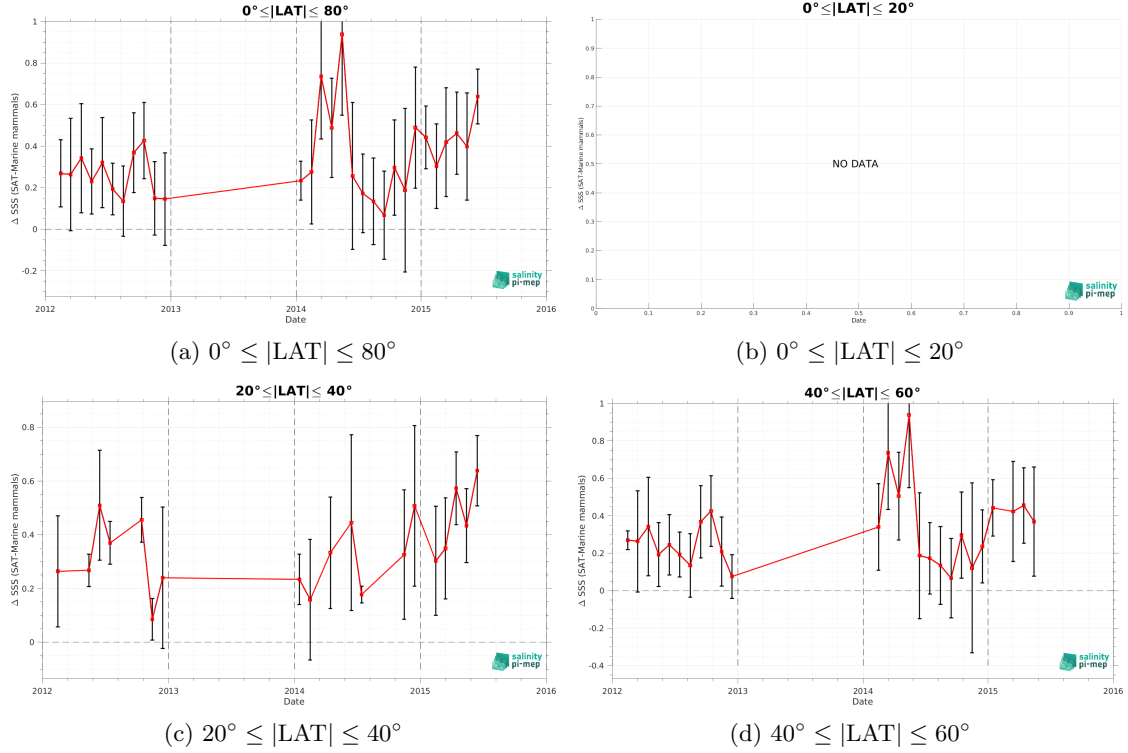 0°≤|LAT|≤ 80°
1
0.8
0.6
0.4
0.2
0
-0.2
Δ SSS (SAT-Marine mammals)
2012
2013
2014
2015
2016
Date
salinity
pi-mep
(a) 0° ≤ |LAT| ≤ 80°
0°≤|LAT|≤ 20°
1
0.9
0.8
0.7
0.6
0.5
0.4
0.3
0.2
0.1
0
Δ SSS (SAT-Marine mammals)
NO DATA
0
0.1
0.2
0.3
0.4
0.5
0.6
0.7
0.8
0.9
1
Date
salinity
pi-mep
(b) 0° ≤ |LAT| ≤ 20°
20°≤|LAT|≤ 40°
0.8
0.6
0.4
0.2
0
Δ SSS (SAT-Marine mammals)
2012
2013
2014
2015
2016
Date
salinity
pi-mep
(c) 20° ≤ |LAT| ≤ 40°
40°≤|LAT|≤ 60°
1
0.8
0.6
0.4
0.2
0
-0.2
-0.4
Δ SSS (SAT-Marine mammals)
2012
2013
2014
2015
2016
Date
salinity
pi-mep
(d) 40° ≤ |LAT| ≤ 60°